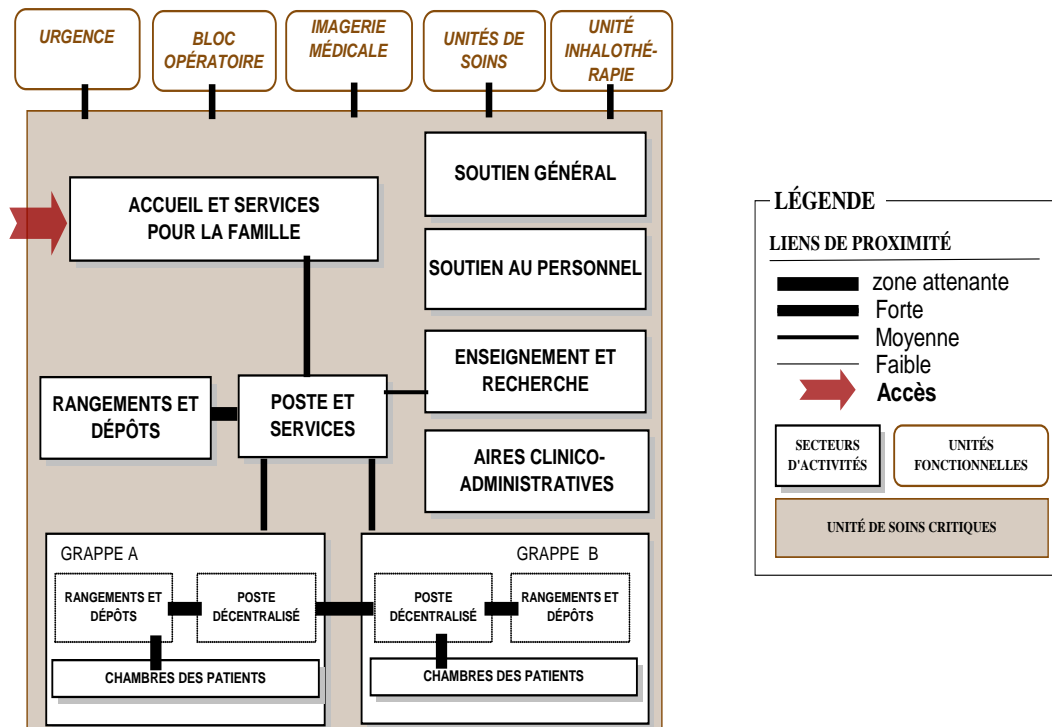 URGENCE
BLOC
OPÉRATOIRE
IMAGERIE
MÉDICALE
UNITÉS DE
SOINS
UNITÉ
INHALOTHÉ-
RAPIE
SOUTIEN GÉNÉRAL
ACCUEIL ET SERVICES
POUR LA FAMILLE
SOUTIEN AU PERSONNEL
ENSEIGNEMENT ET
RECHERCHE
RANGEMENTS ET
DÉPÔTS
POSTE ET
SERVICES
AIRES CLINICO-
ADMINISTRATIVES
GRAPPE A
RANGEMENTS ET
DÉPÔTS
POSTE
DÉCENTRALISÉ
CHAMBRES DES PATIENTS
GRAPPE B
POSTE
DÉCENTRALISÉ
RANGEMENTS ET
DÉPÔTS
CHAMBRES DES PATIENTS
LÉGENDE
LIENS DE PROXIMITÉ
zone attenante
Forte
Moyenne
Faible
Accès
SECTEURS
D'ACTIVITÉS
UNITÉS
FONCTIONNELLES
UNITÉ DE SOINS CRITIQUES